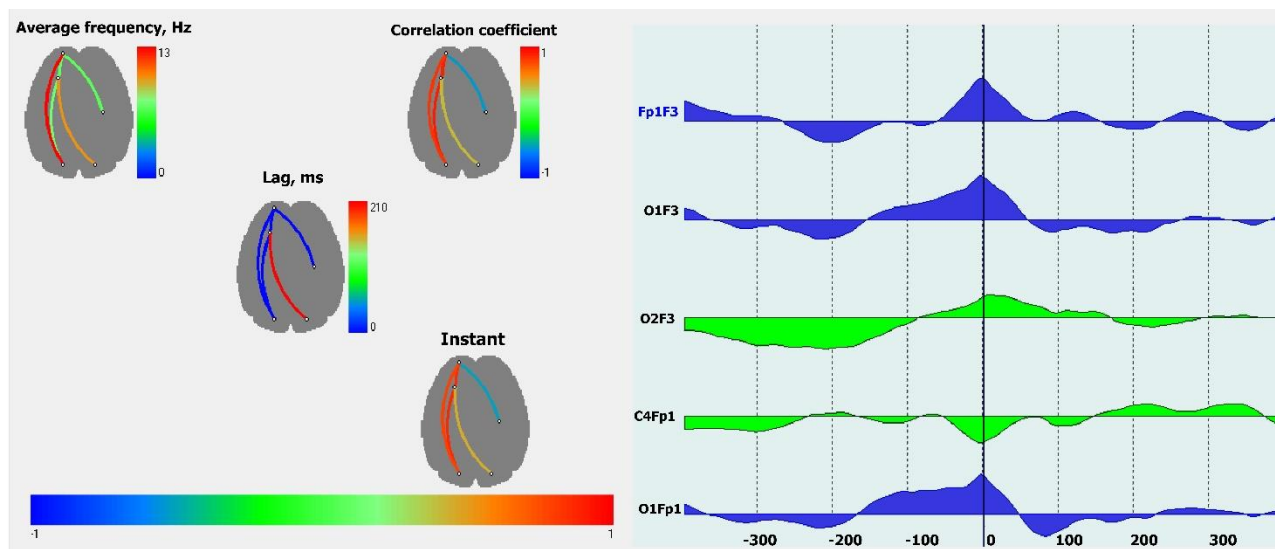 Average frequency, Hz
13
0
Correlation coefficient
1
-1
Lag, ms
210
0
Instant
-1
1
Fp1F3
O1F3
O2F3
C4Fp1
O1Fp1
-300 -200 -100 0 100 200 300